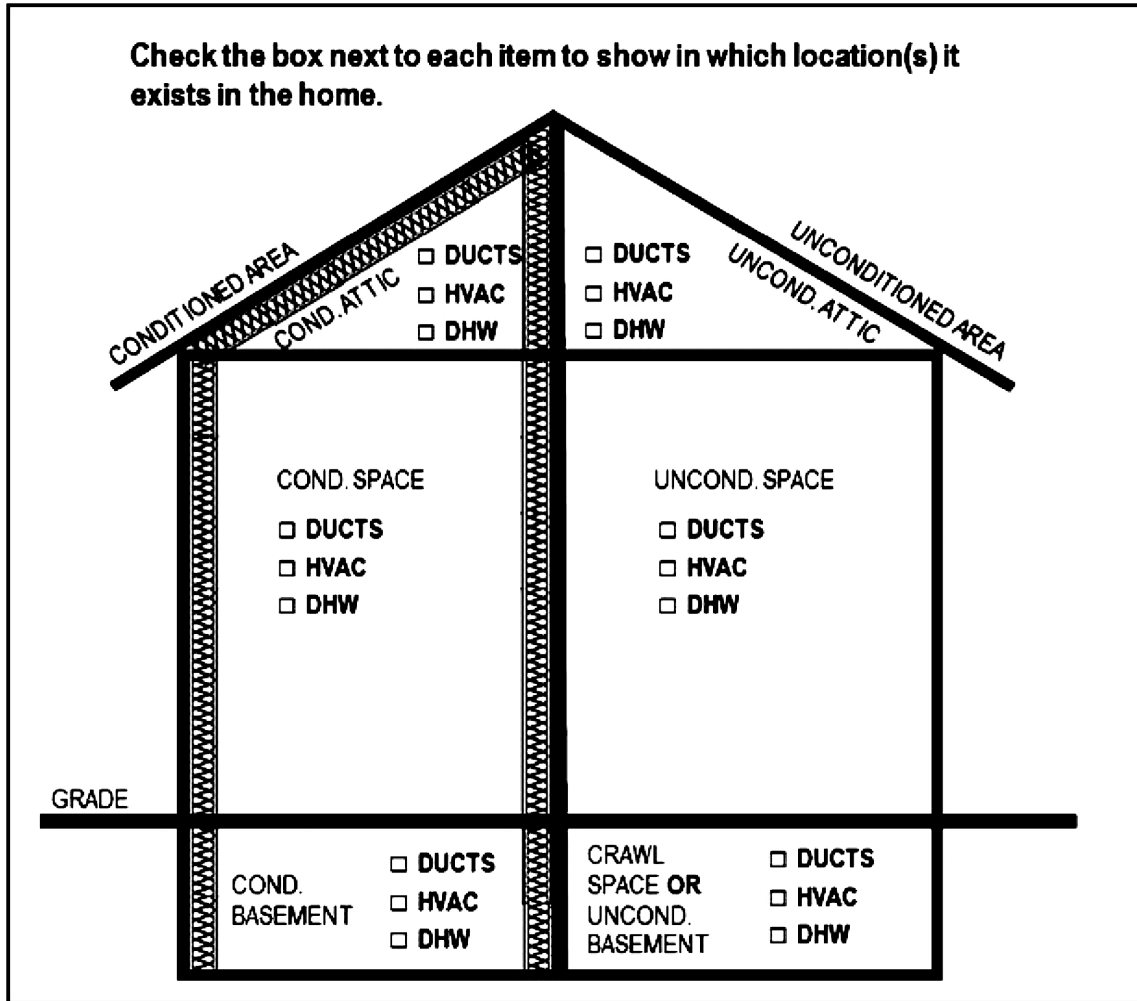 Check the box next to each item to show in which location(s) it
exists in the home.
CONDITIONED AREA
COND. ATTIC
☐ DUCTS
☐ HVAC
☐ DHW
☐ DUCTS
☐ HVAC
☐ DHW
UNCOND. ATTIC
UNCONDITIONED AREA
COND. SPACE
☐ DUCTS
☐ HVAC
☐ DHW
UNCOND. SPACE
☐ DUCTS
☐ HVAC
☐ DHW
GRADE
COND.
BASEMENT
☐ DUCTS
☐ HVAC
☐ DHW
CRAWL
SPACE OR
UNCOND.
BASEMENT
☐ DUCTS
☐ HVAC
☐ DHW